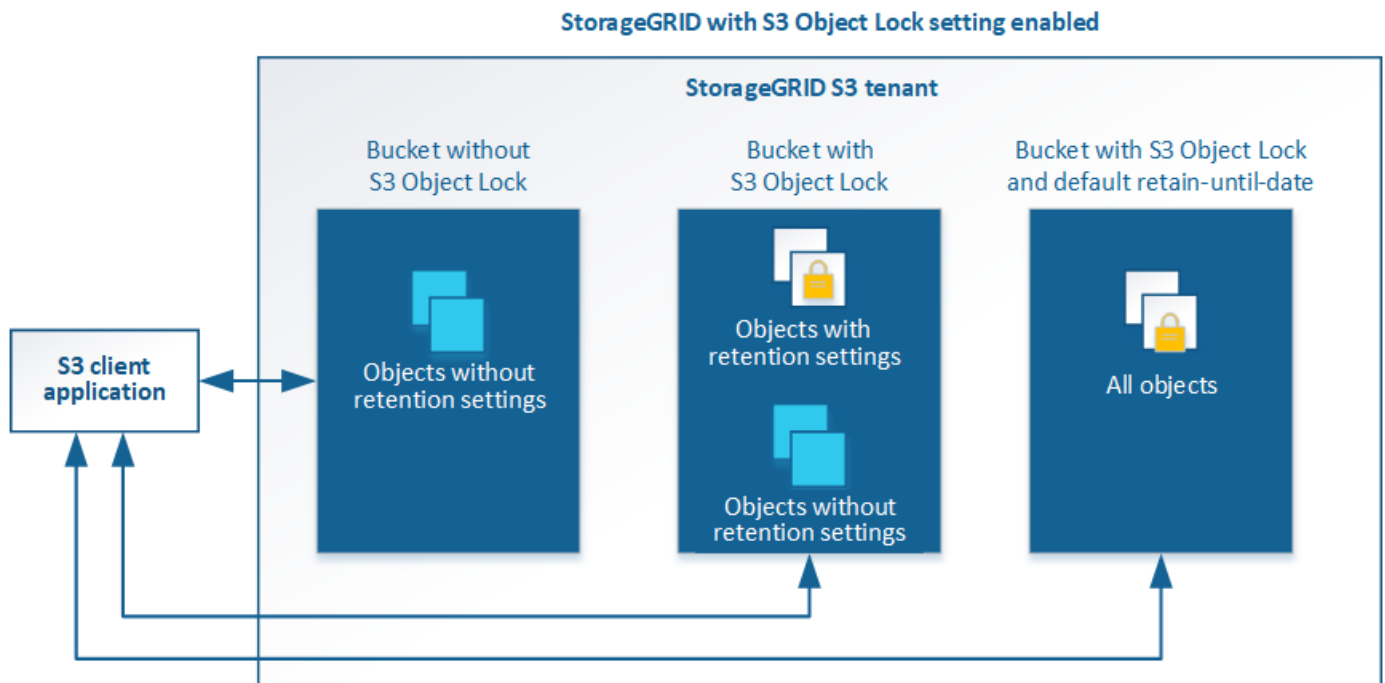 StorageGRID with S3 Object Lock setting enabled
StorageGRID S3 tenant
Bucket without
S3 Object Lock
Bucket with
S3 Object Lock
Bucket with S3 Object Lock
and default retain-until-date
S3 client
application
Objects without
retention settings
Objects with
retention settings
Objects without
retention settings
All objects